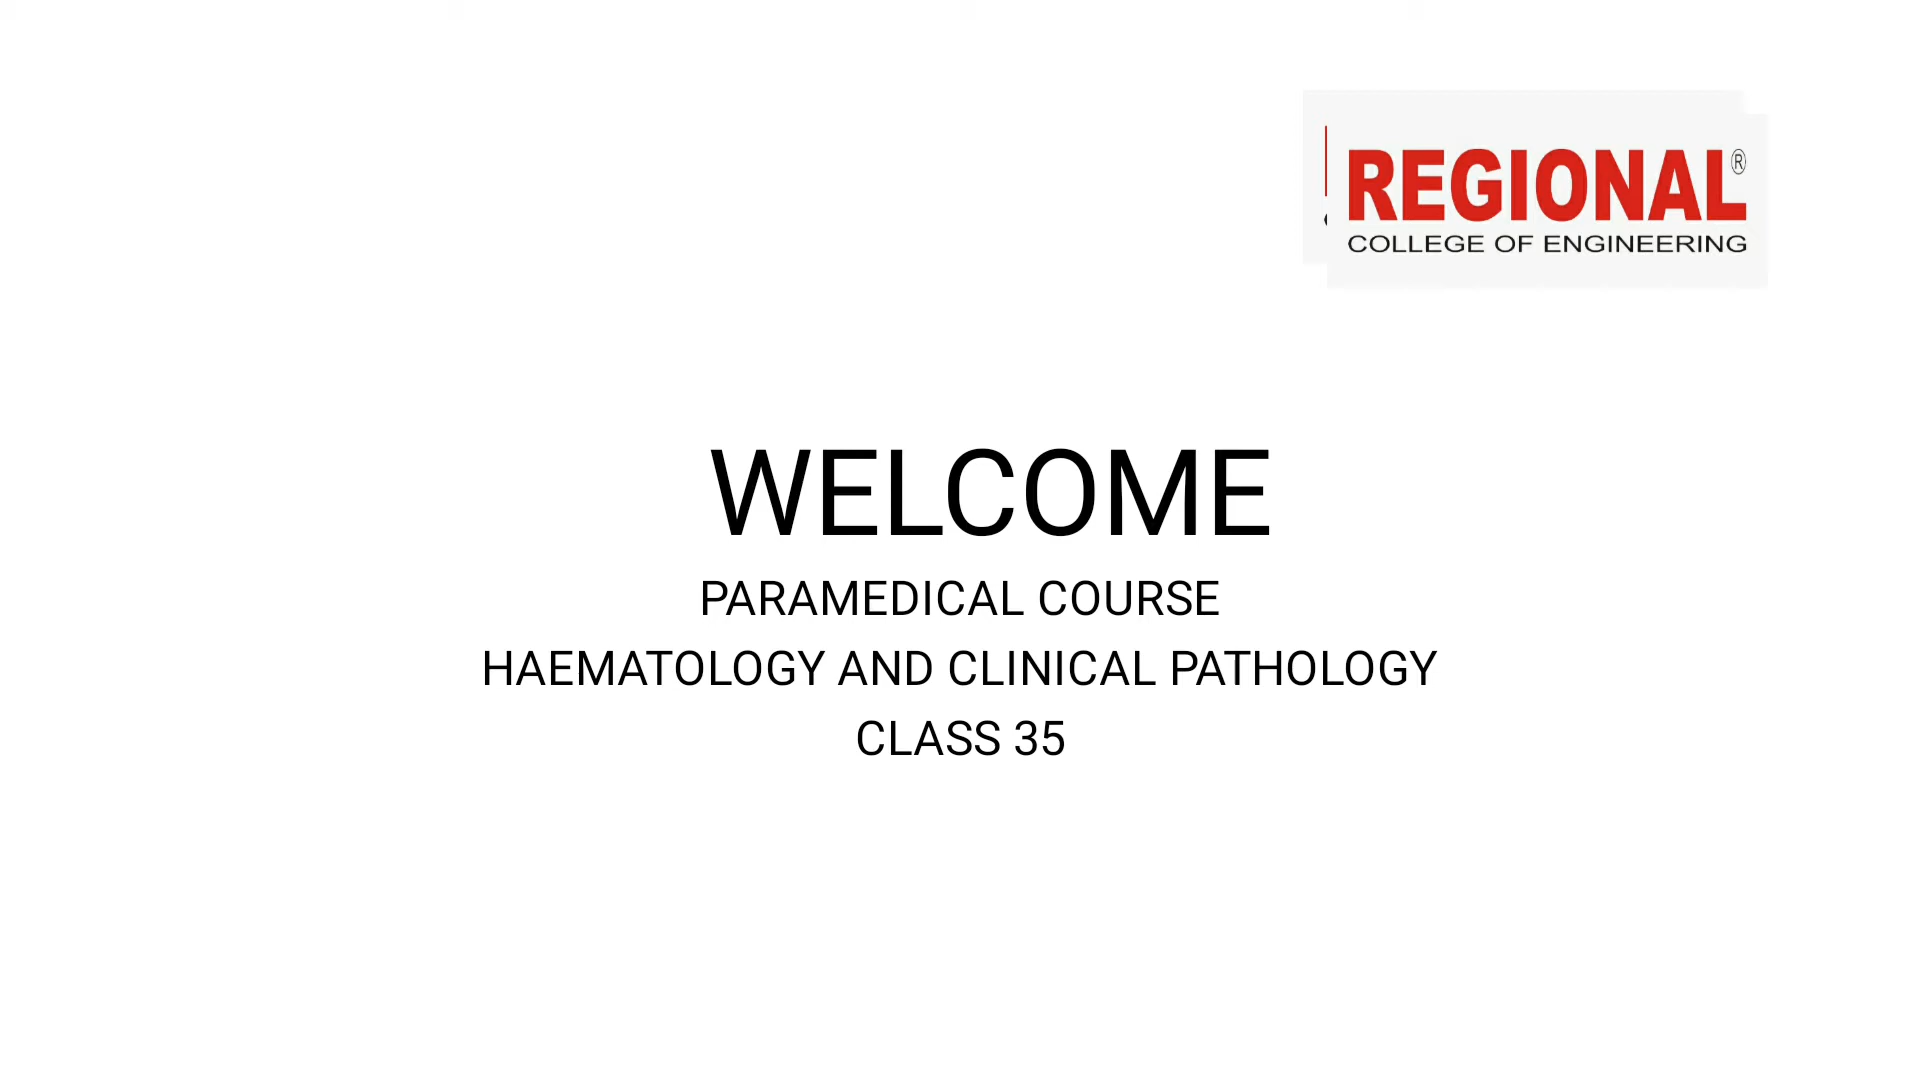 REGIONAL®
COLLEGE OF ENGINEERING
WELCOME
PARAMEDICAL COURSE
HAEMATOLOGY AND CLINICAL PATHOLOGY
CLASS 35